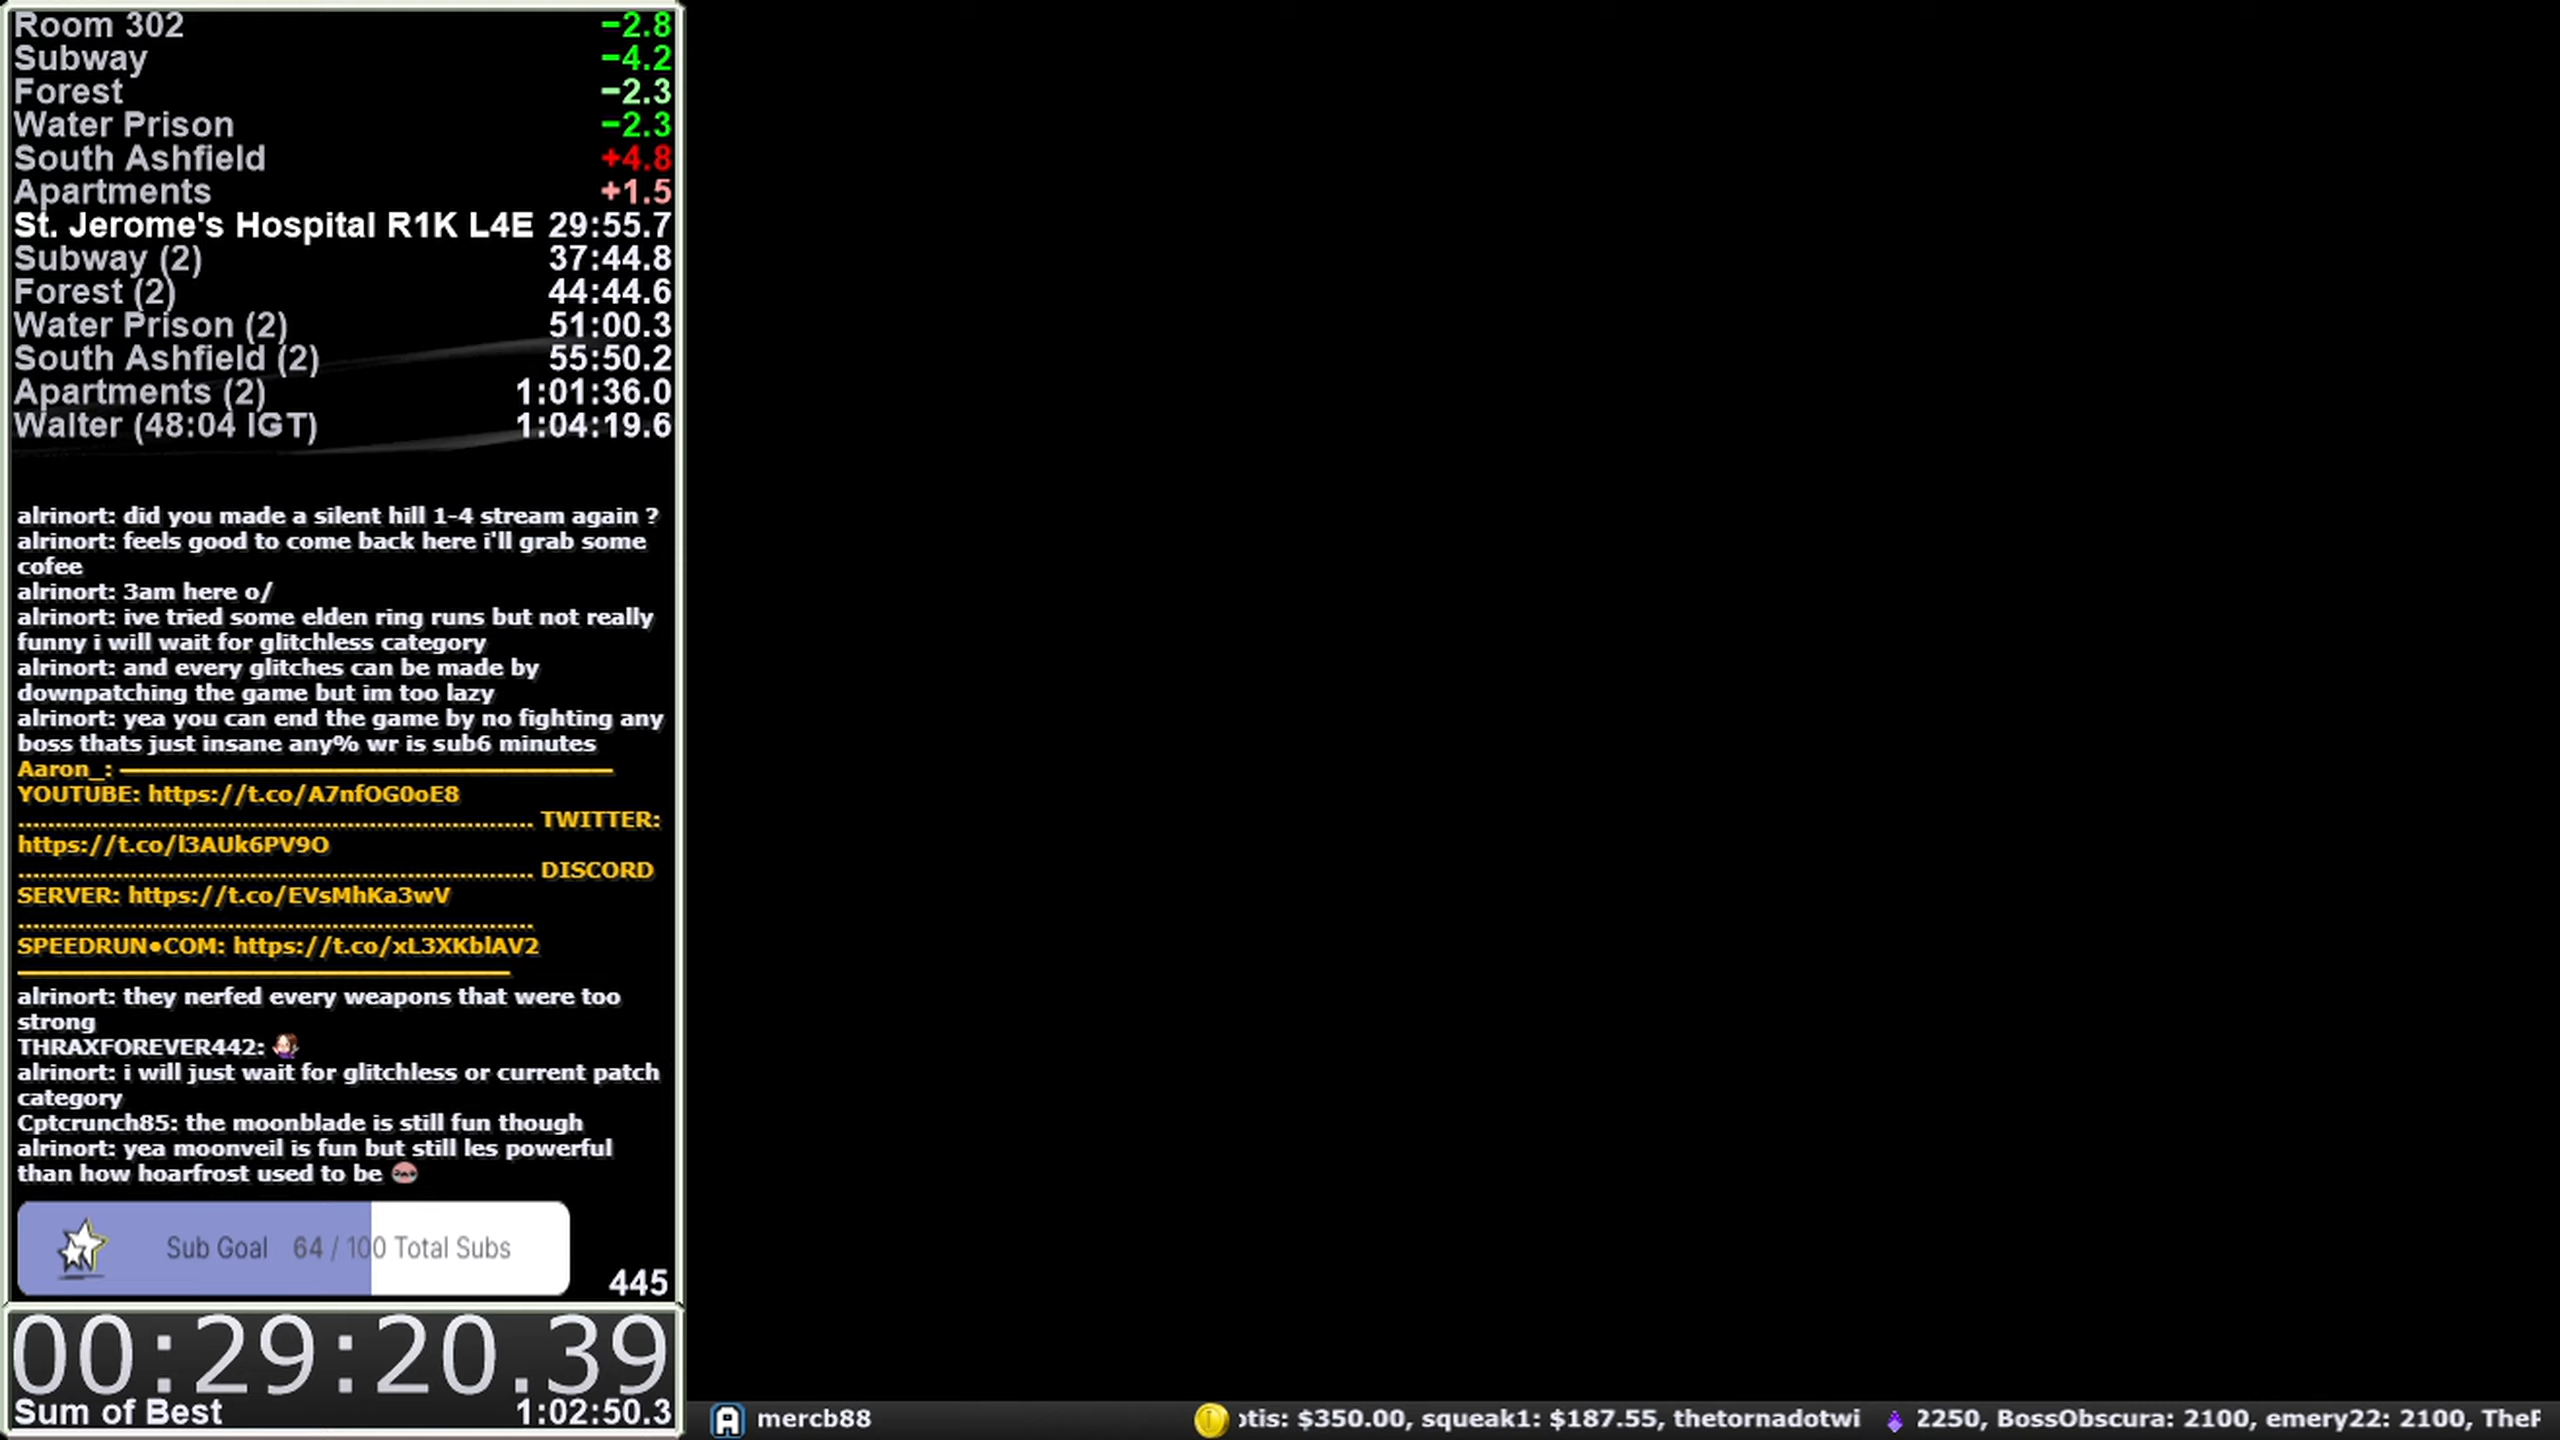 Room 302 −2.8
Subway −4.2
Forest −2.3
Water Prison −2.3
South Ashfield +4.8
Apartments +1.5
St. Jerome's Hospital R1K L4E 29:55.7
Subway (2) 37:44.8
Forest (2) 44:44.6
Water Prison (2) 51:00.3
South Ashfield (2) 55:50.2
Apartments (2) 1:01:36.0
Walter (48:04 IGT) 1:04:19.6
alrinort: did you made a silent hill 1-4 stream again ?
alrinort: feels good to come back here i'll grab some
cofee
alrinort: 3am here o/
alrinort: ive tried some elden ring runs but not really
funny i will wait for glitchless category
alrinort: and every glitches can be made by
downpatching the game but im too lazy
alrinort: yea you can end the game by no fighting any
boss thats just insane any% wr is sub6 minutes
Aaron_: ―――――――――――――――――――
YOUTUBE: https://t.co/A7nfOG0oE8
...................................................................... TWITTER:
https://t.co/l3AUk6PV9O
...................................................................... DISCORD
SERVER: https://t.co/EVsMhKa3wV
......................................................................
SPEEDRUN●COM: https://t.co/xL3XKblAV2
―――――――――――――――――――
alrinort: they nerfed every weapons that were too
strong
THRAXFOREVER442:
alrinort: i will just wait for glitchless or current patch
category
Cptcrunch85: the moonblade is still fun though
alrinort: yea moonveil is fun but still les powerful
than how hoarfrost used to be
Sub Goal 64 / 100 Total Subs
445
00:29:20.39
Sum of Best 1:02:50.3
A mercb88 otis: $350.00, squeak1: $187.55, thetornadotwi 2250, BossObscura: 2100, emery22: 2100, TheF